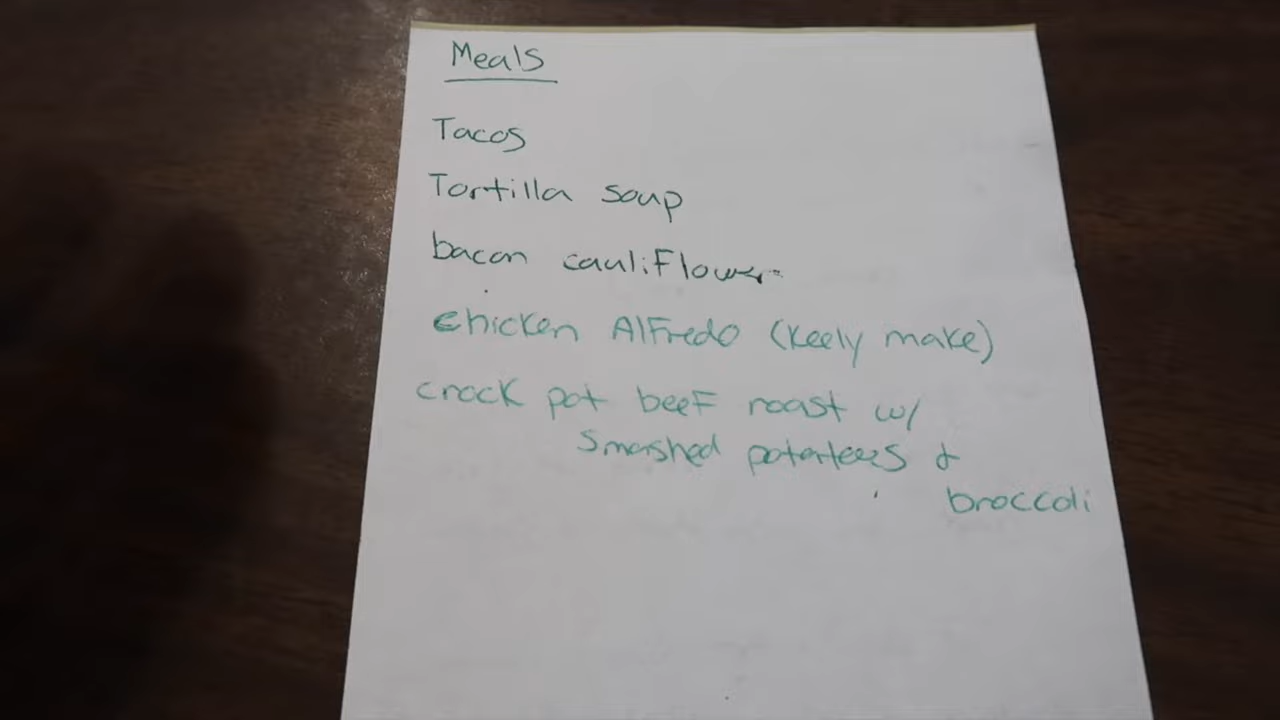 Meals
Tacos
Tortilla soup
bacon cauliflower
chicken Alfredo (Keely make)
crock pot beef roast w/
smashed potatoes &
broccoli